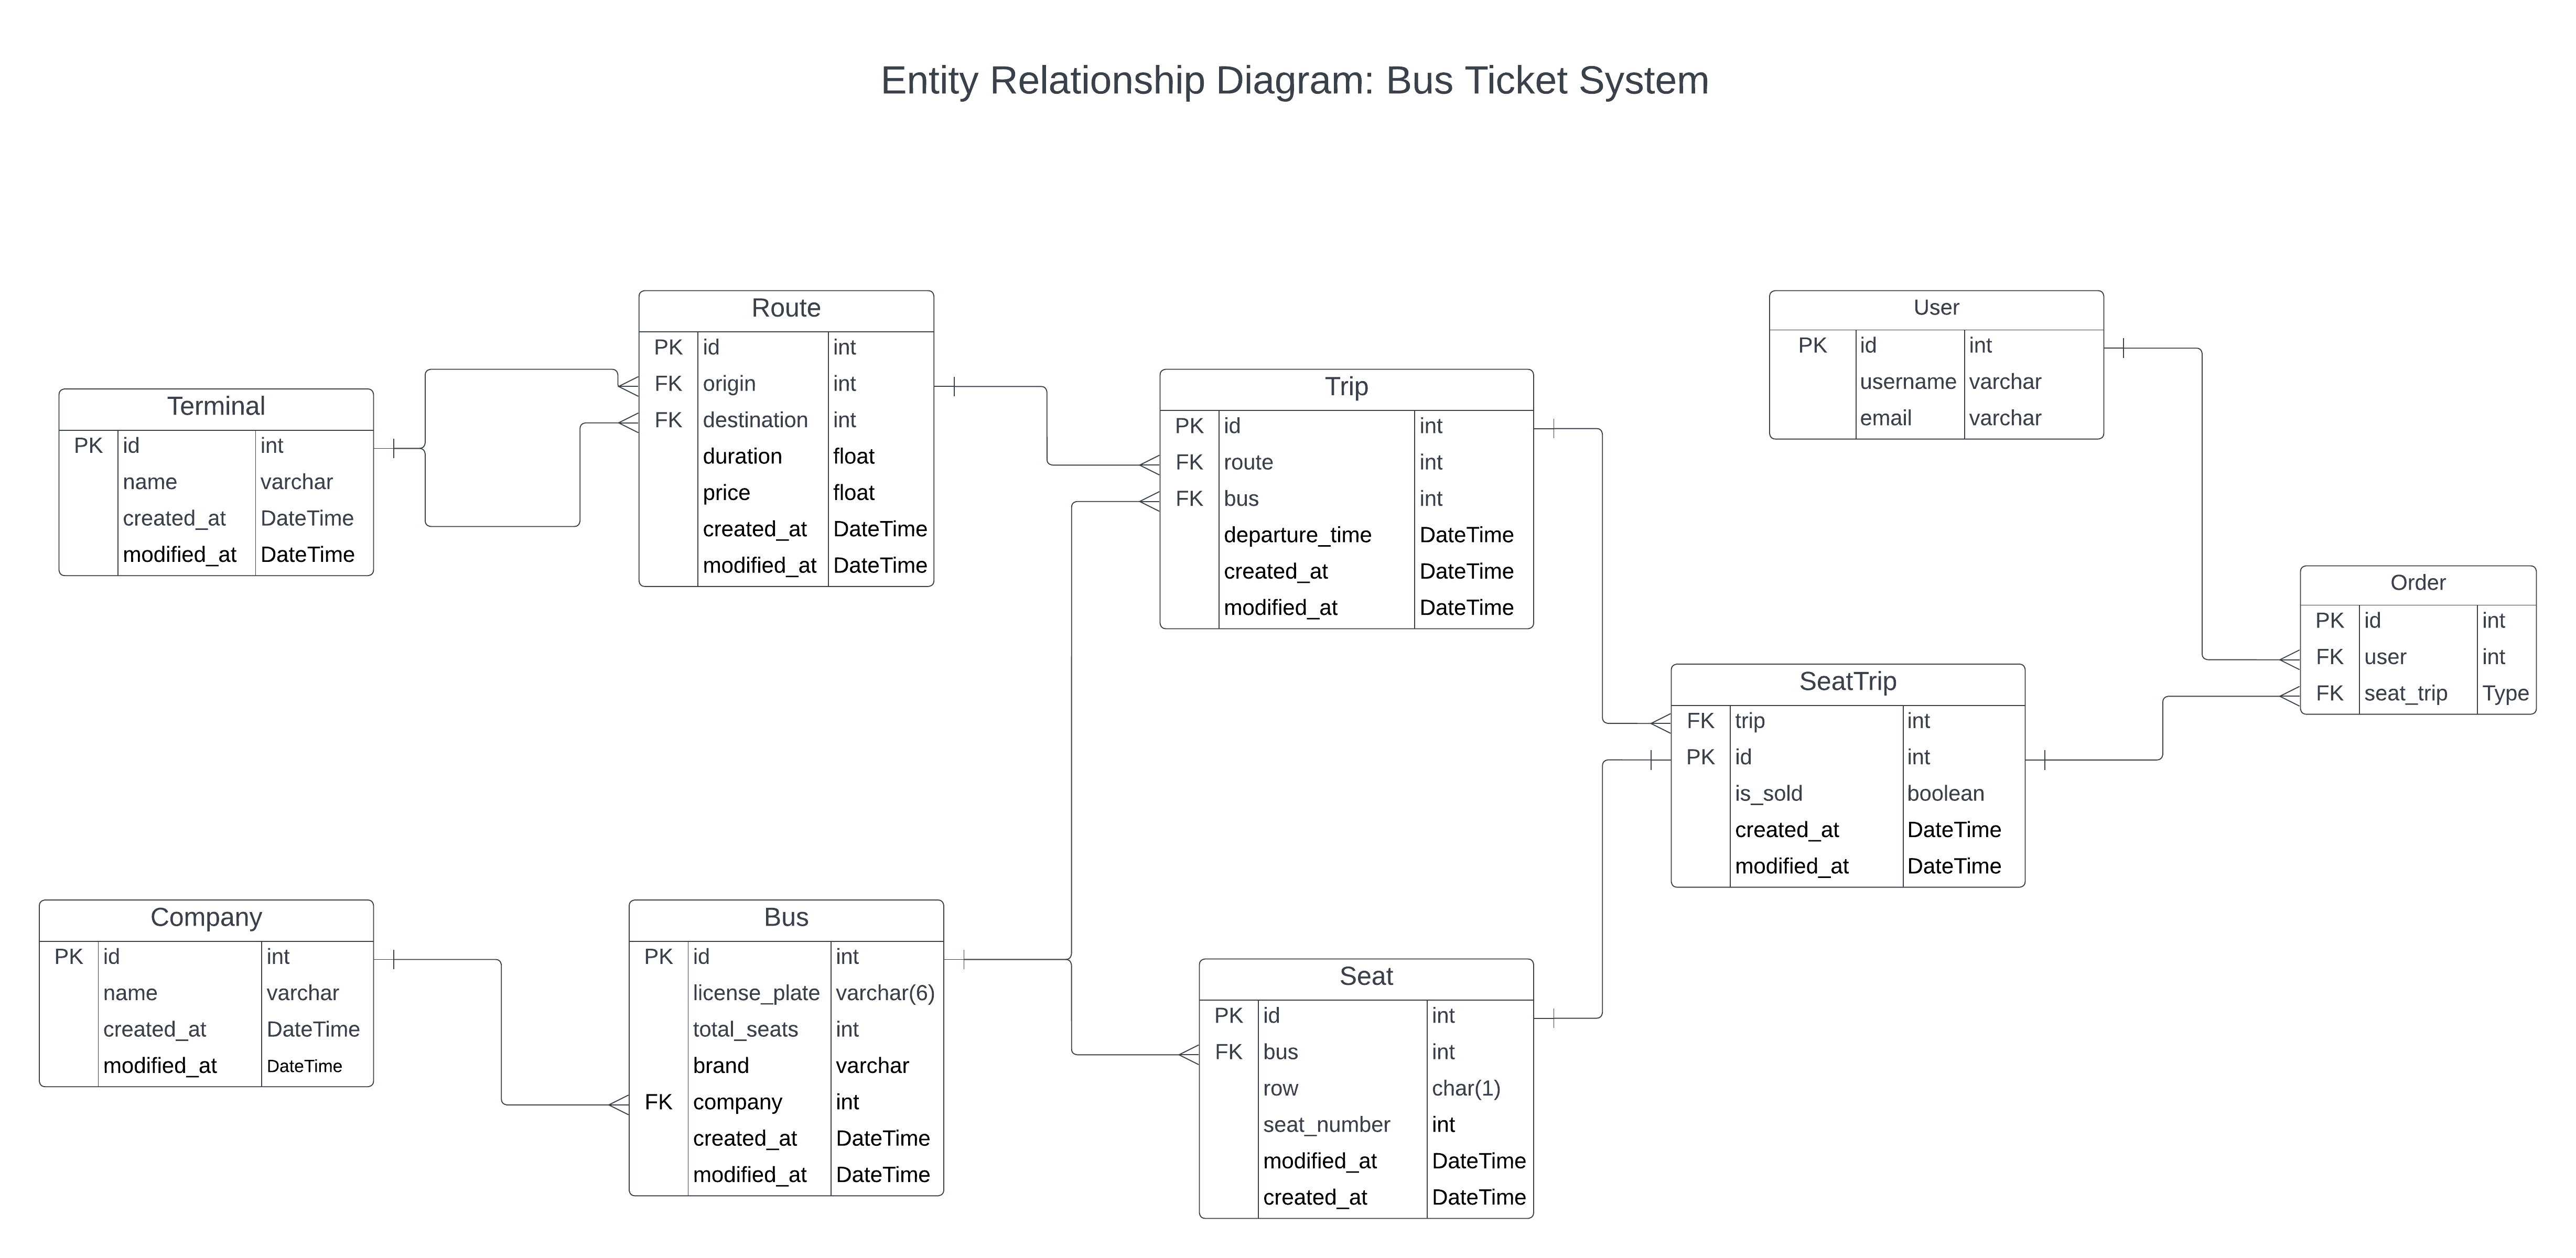 Entity Relationship Diagram: Bus Ticket System
Terminal
PK id int
name varchar
created_at DateTime
modified_at DateTime
Route
PK id int
FK origin int
FK destination int
duration float
price float
created_at DateTime
modified_at DateTime
Trip
PK id int
FK route int
FK bus int
departure_time DateTime
created_at DateTime
modified_at DateTime
User
PK id int
username varchar
email varchar
Order
PK id int
FK user int
FK seat_trip Type
SeatTrip
FK trip int
PK id int
is_sold boolean
created_at DateTime
modified_at DateTime
Company
PK id int
name varchar
created_at DateTime
modified_at DateTime
Bus
PK id int
license_plate varchar(6)
total_seats int
brand varchar
FK company int
created_at DateTime
modified_at DateTime
Seat
PK id int
FK bus int
row char(1)
seat_number int
modified_at DateTime
created_at DateTime